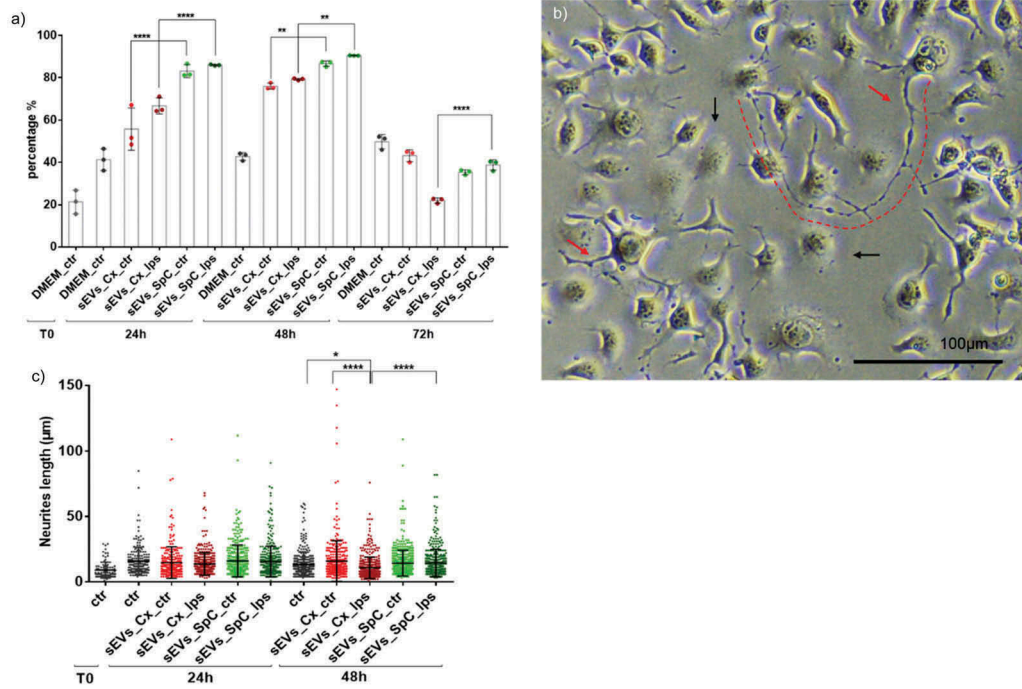 a)
**** **** ** ** ****
percentage %
100
80
60
40
20
0
DMEM_ctr DMEM_ctr sEVs_Cx_ctr sEVs_Cx_lps sEVs_SpC_ctr sEVs_SpC_lps DMEM_ctr sEVs_Cx_ctr sEVs_Cx_lps sEVs_SpC_ctr sEVs_SpC_lps DMEM_ctr sEVs_Cx_ctr sEVs_Cx_lps sEVs_SpC_ctr sEVs_SpC_lps
T0 24h 48h 72h
b)
100µm
c)
* **** ****
Neurites length (µm)
150
100
50
0
ctr ctr sEVs_Cx_ctr sEVs_Cx_lps sEVs_SpC_ctr sEVs_SpC_lps ctr sEVs_Cx_ctr sEVs_Cx_lps sEVs_SpC_ctr sEVs_SpC_lps
T0 24h 48h